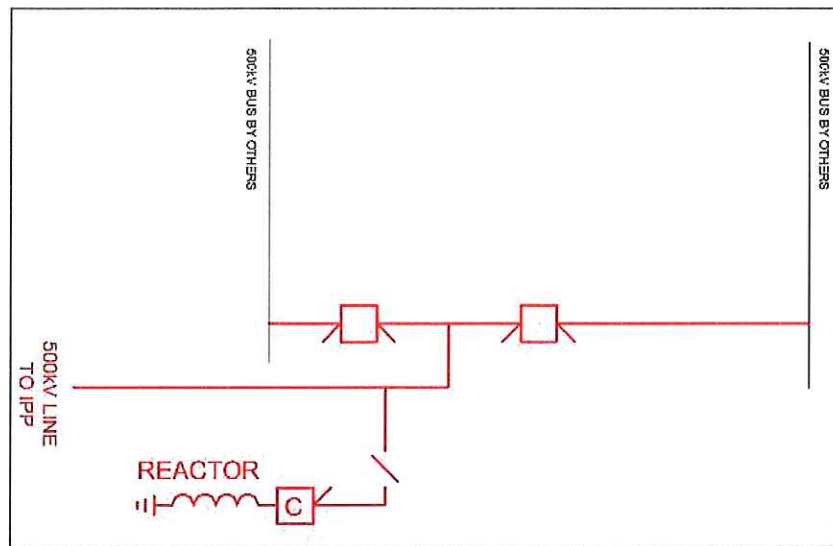 500kV BUS BY OTHERS
500kV BUS BY OTHERS
500kV LINE
TO IPP
REACTOR
C